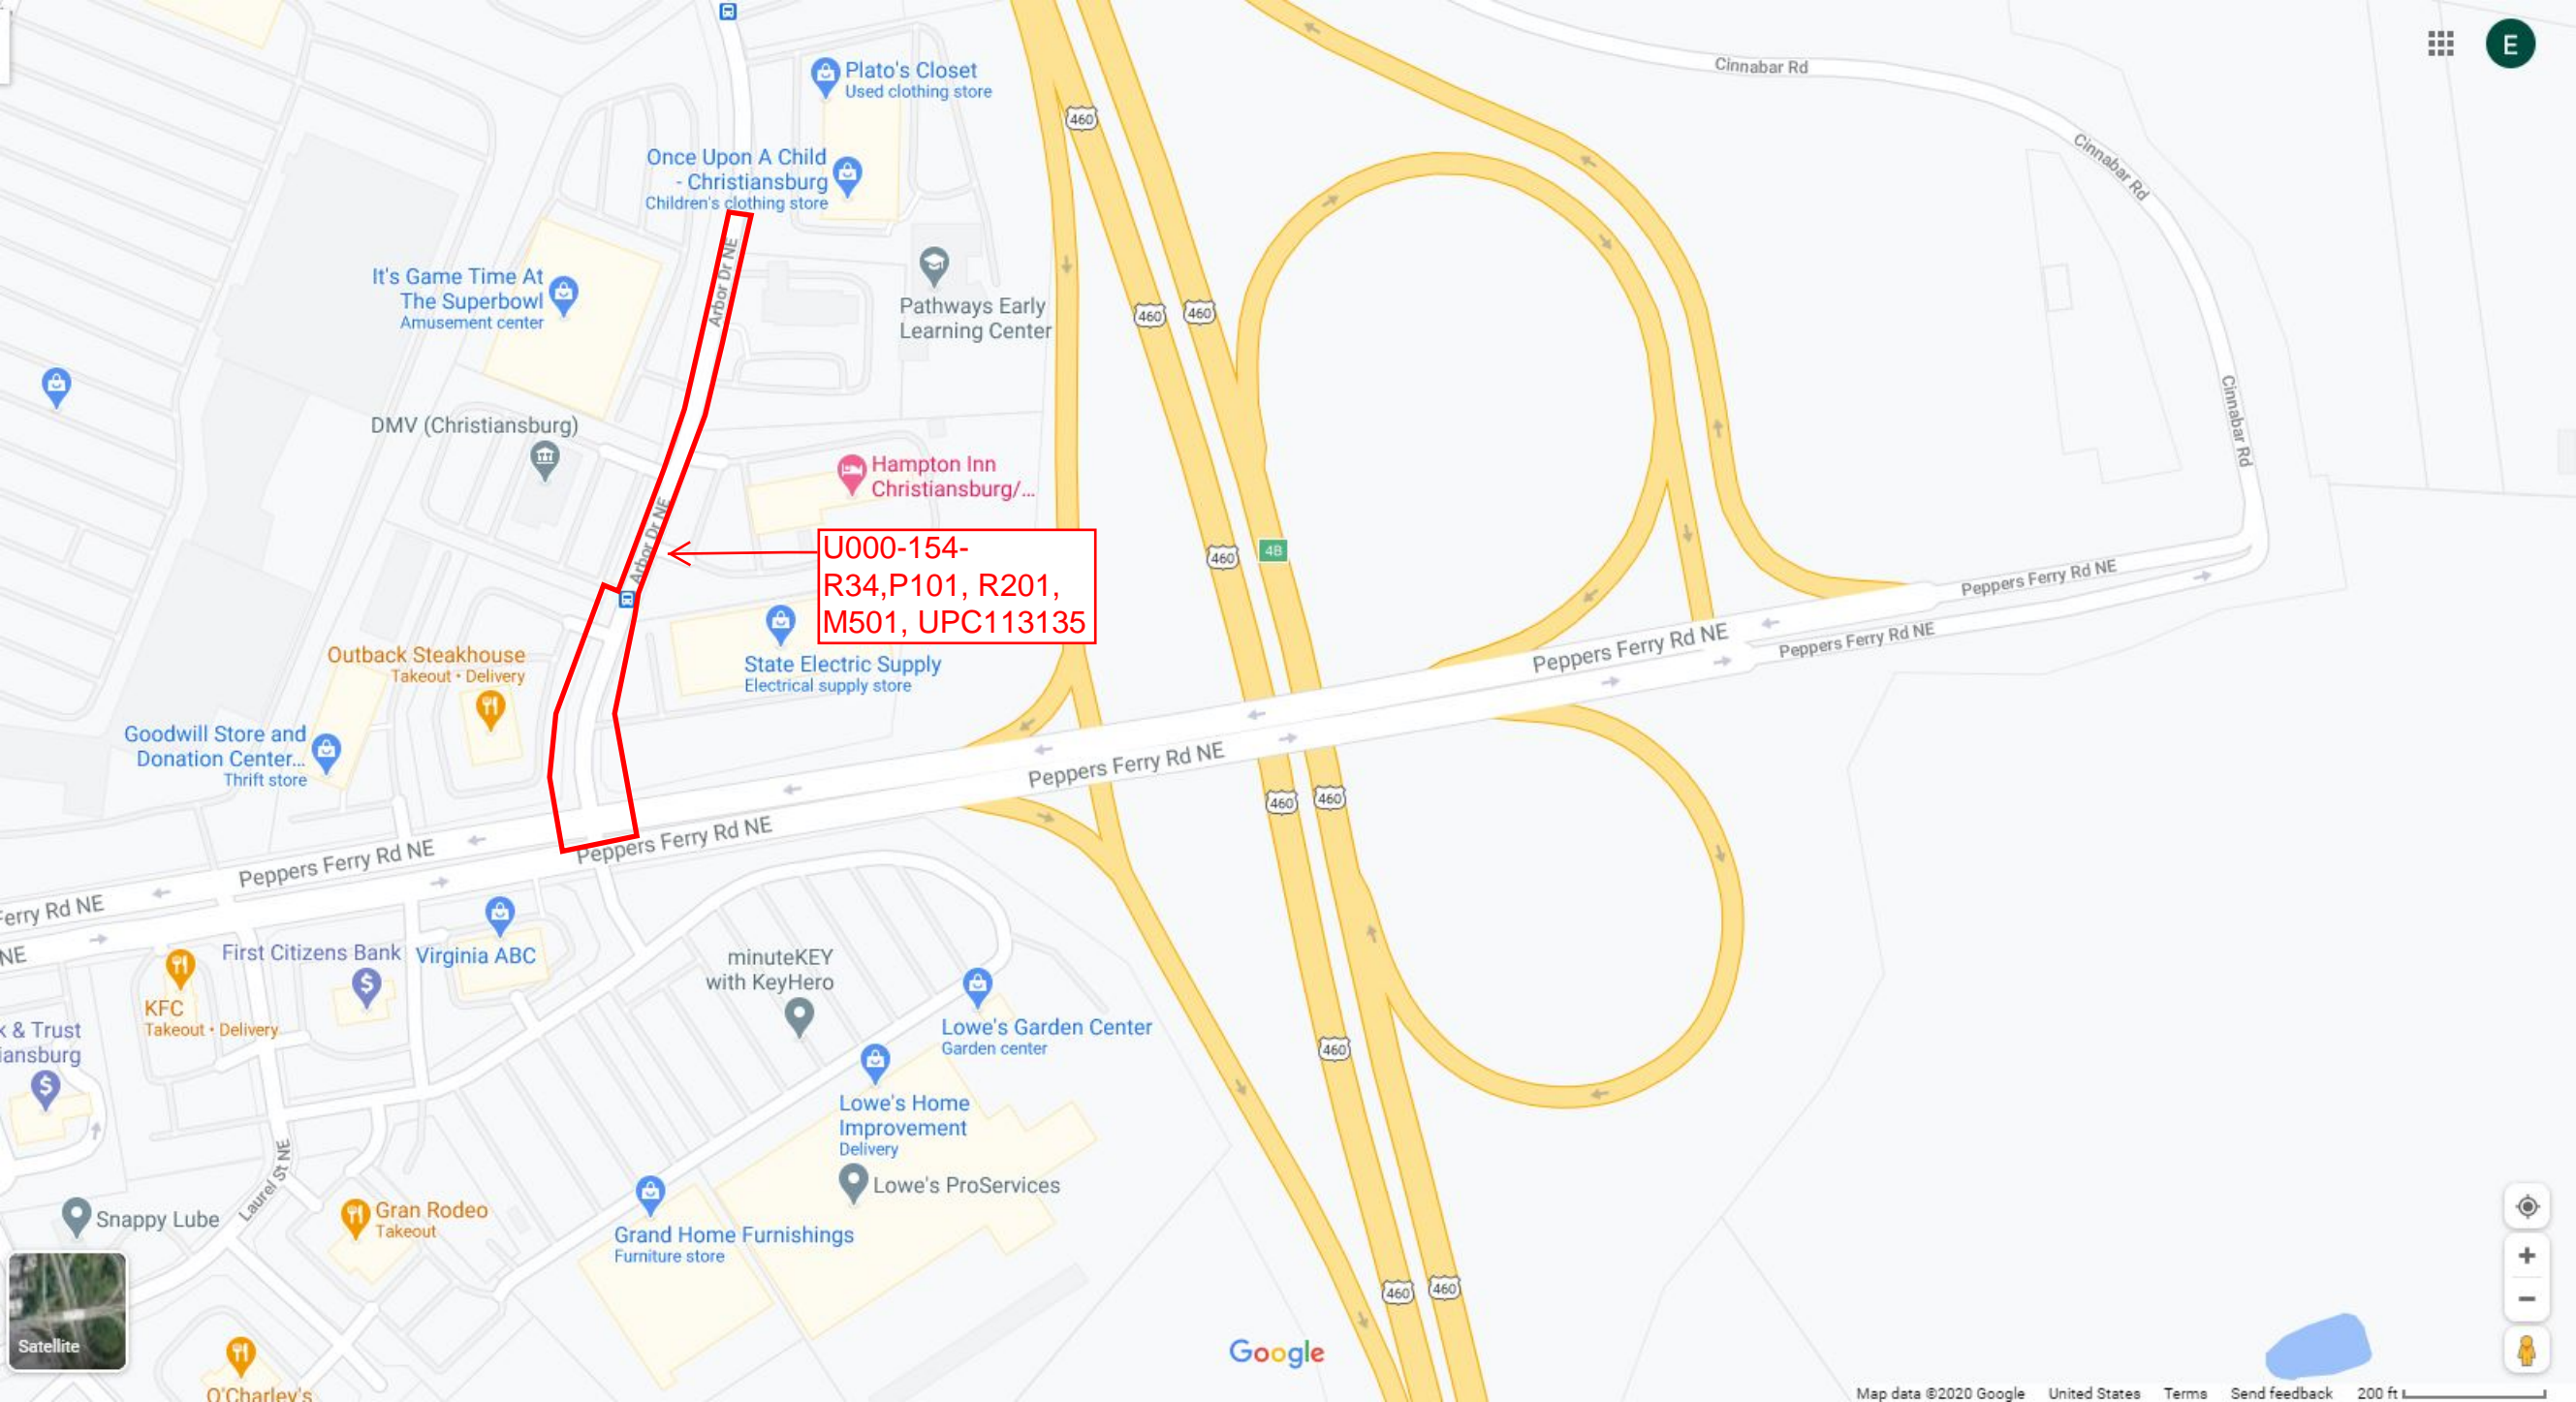 Cinnabar Rd
E
Plato's Closet
Used clothing store
460
Once Upon A Child
- Christiansburg
Children's clothing store
Cinnabar Rd
Arbor Dr NE
It's Game Time At
The Superbowl
Amusement center
Pathways Early
Learning Center
460
460
DMV (Christiansburg)
Cinnabar Rd
Hampton Inn
Christiansburg/...
Arbor Dr NE
U000-154-
R34,P101, R201,
M501, UPC113135
460
4B
Peppers Ferry Rd NE
Peppers Ferry Rd NE
Peppers Ferry Rd NE
Outback Steakhouse
Takeout • Delivery
State Electric Supply
Electrical supply store
Goodwill Store and
Donation Center...
Thrift store
Peppers Ferry Rd NE
460
460
Peppers Ferry Rd NE
Peppers Ferry Rd NE
Ferry Rd NE
NE
First Citizens Bank
Virginia ABC
minuteKEY
with KeyHero
KFC
Takeout • Delivery
k & Trust
iansburg
Lowe's Garden Center
Garden center
460
Lowe's Home
Improvement
Delivery
Lowe's ProServices
Laurel St NE
Snappy Lube
Gran Rodeo
Takeout
Grand Home Furnishings
Furniture store
460
460
Satellite
Google
O'Charley's
Map data ©2020 Google United States Terms Send feedback 200 ft